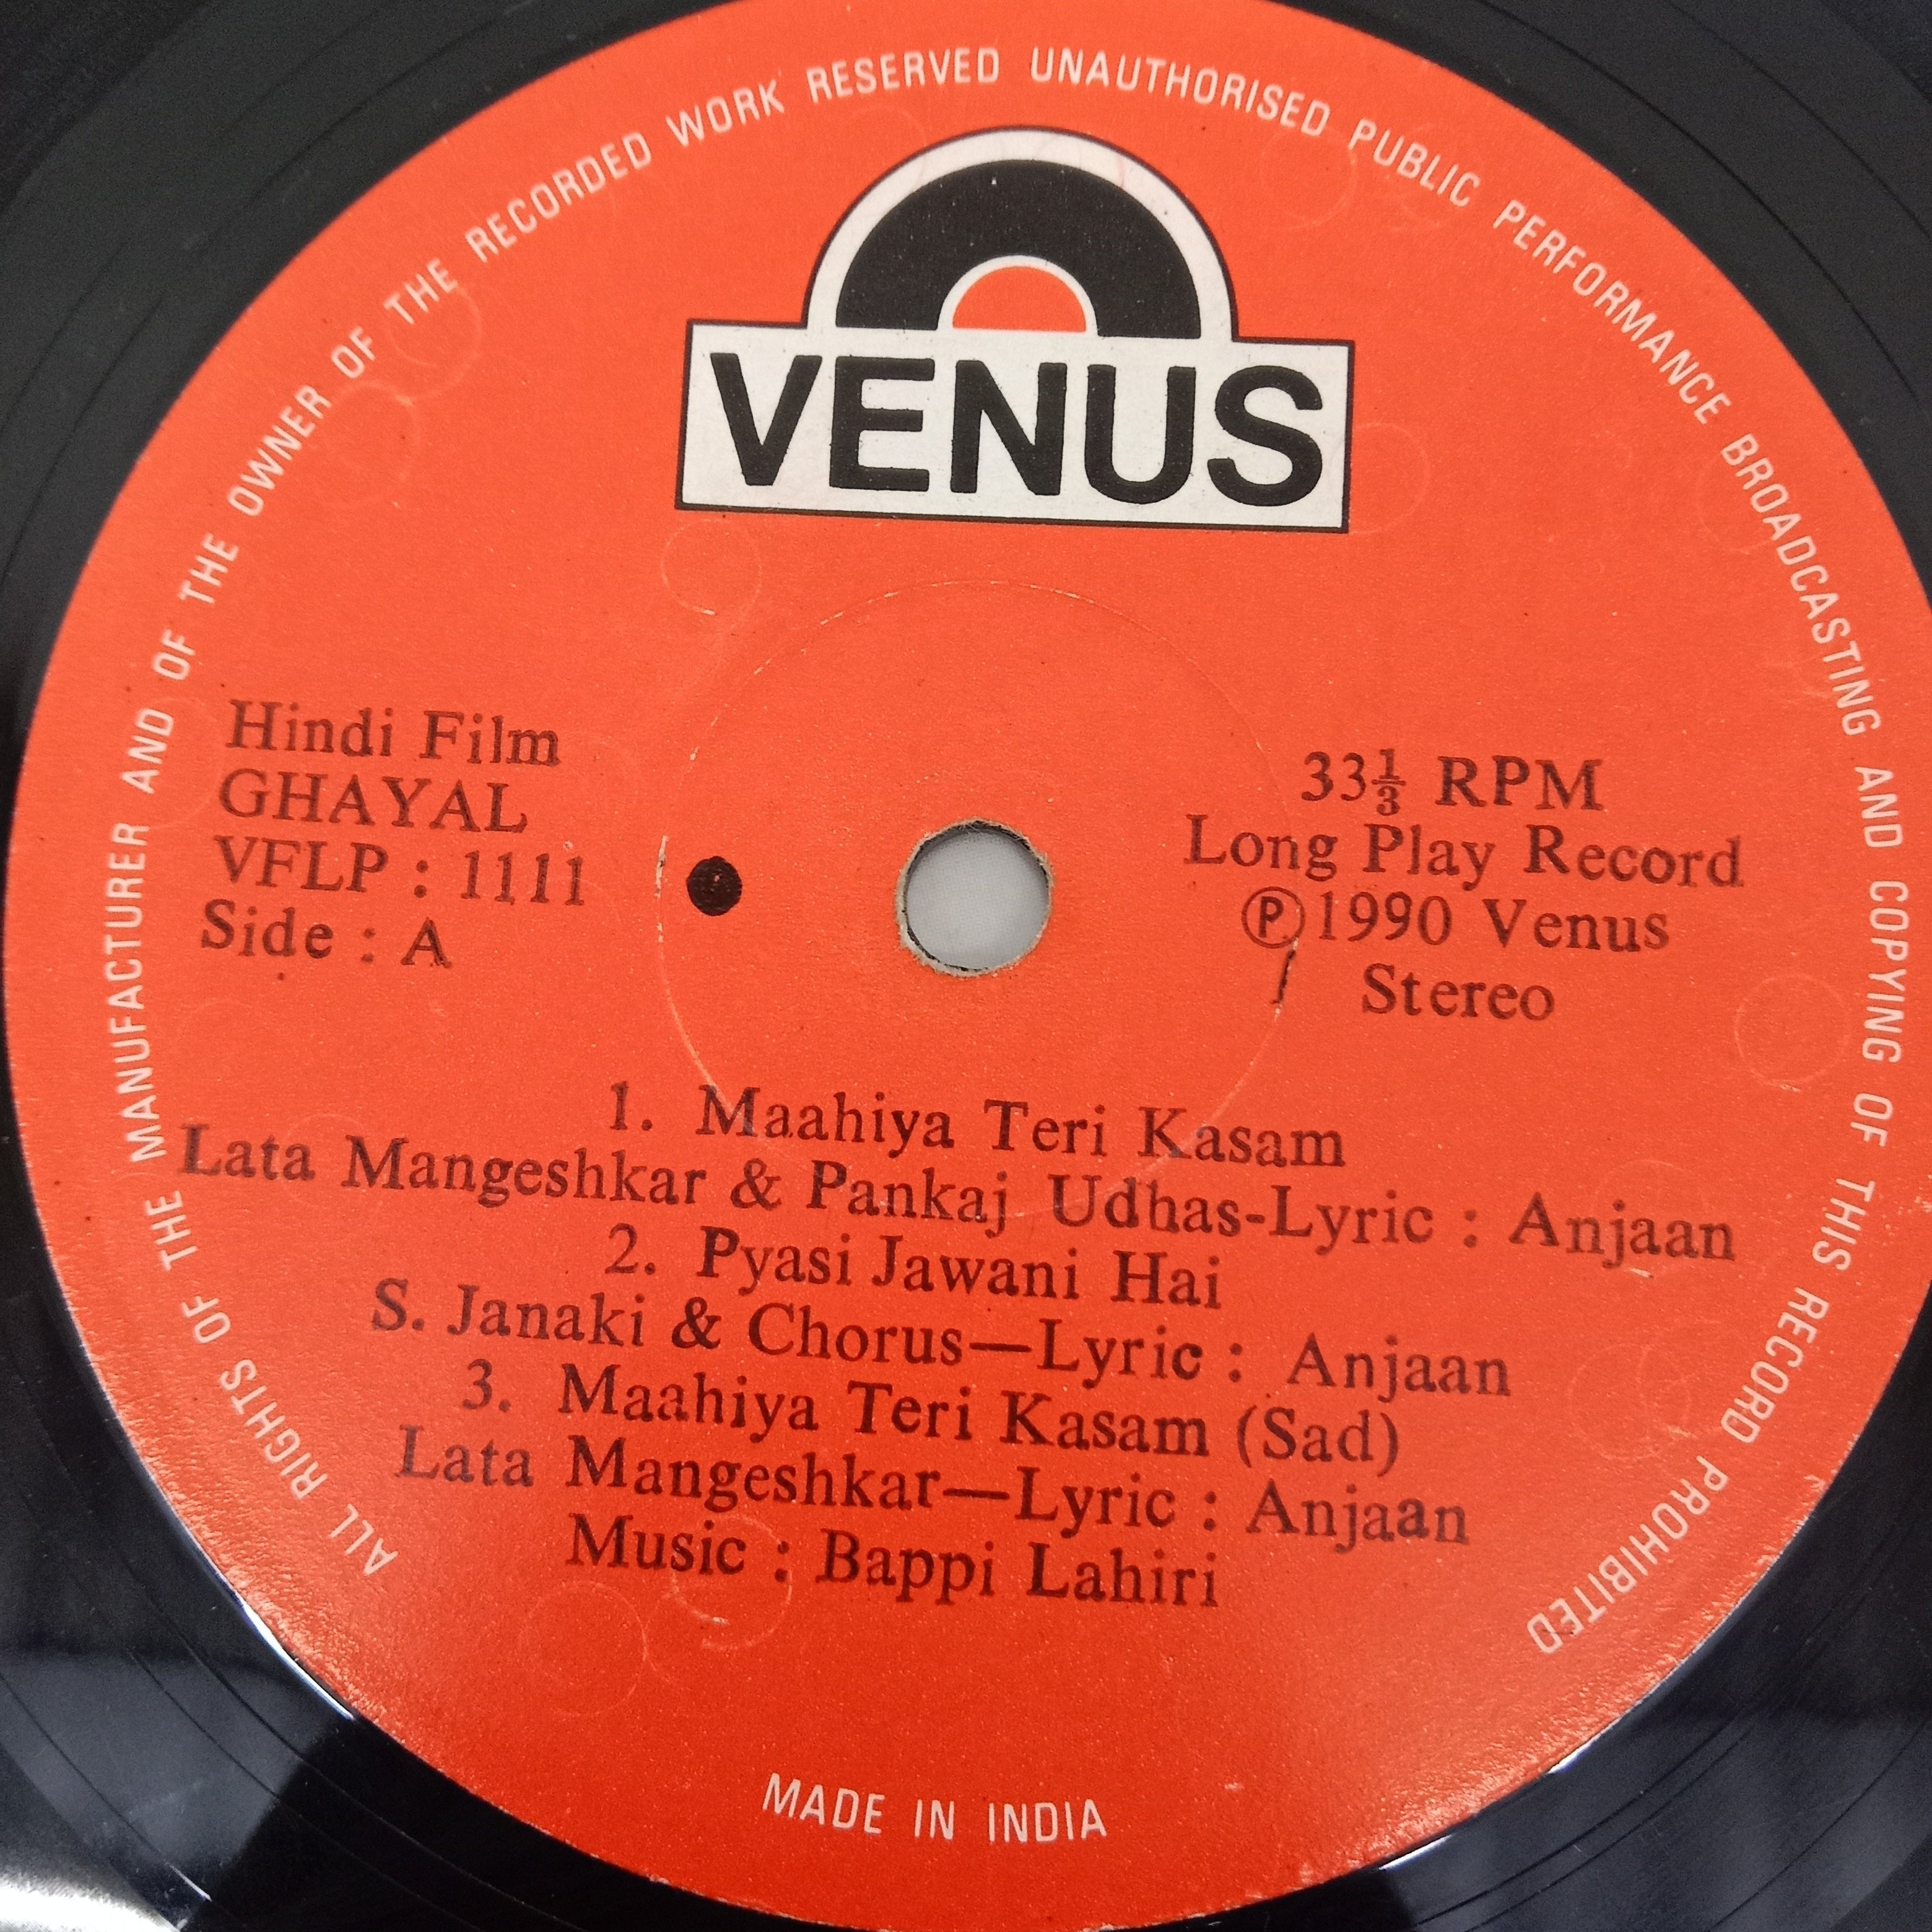 ALL RIGHTS OF THE MANUFACTURER AND OF THE OWNER OF THE RECORDED WORK RESERVED UNAUTHORISED PUBLIC PERFORMANCE BROADCASTING AND COPYING OF THIS RECORD PROHIBITED
VENUS
Hindi Film
GHAYAL
VFLP : 1111
Side : A
33⅓ RPM
Long Play Record
Ⓟ1990 Venus
Stereo
1. Maahiya Teri Kasam
Lata Mangeshkar & Pankaj Udhas-Lyric : Anjaan
2. Pyasi Jawani Hai
S. Janaki & Chorus—Lyric : Anjaan
3. Maahiya Teri Kasam (Sad)
Lata Mangeshkar—Lyric : Anjaan
Music : Bappi Lahiri
MADE IN INDIA